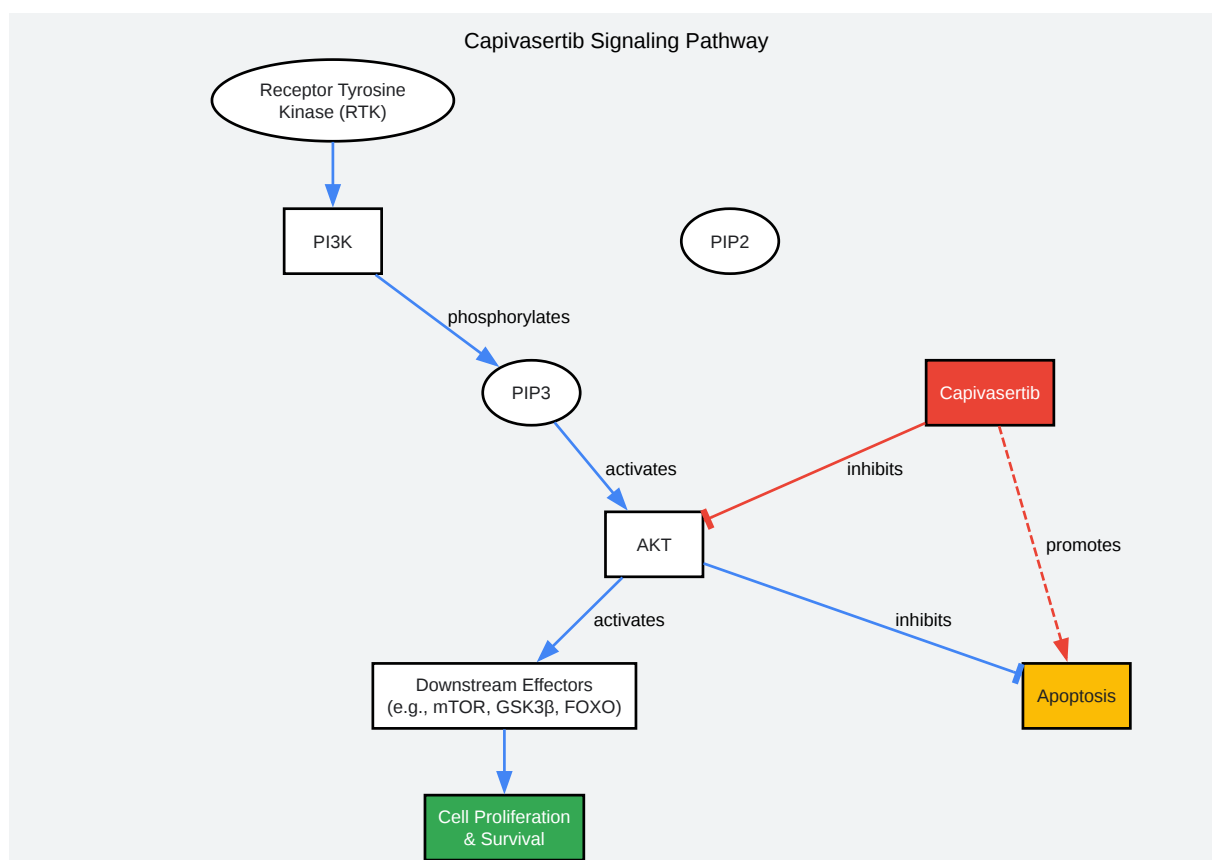 Capivasertib Signaling Pathway
Receptor Tyrosine
Kinase (RTK)
PI3K
PIP2
phosphorylates
PIP3
Capivasertib
activates
inhibits
AKT
promotes
activates
inhibits
Downstream Effectors
(e.g., mTOR, GSK3β, FOXO)
Apoptosis
Cell Proliferation
& Survival